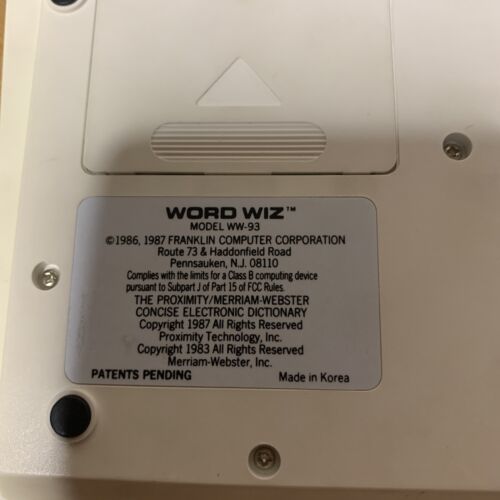 WORD WIZ™
MODEL WW-93
©1986, 1987 FRANKLIN COMPUTER CORPORATION
Route 73 & Haddonfield Road
Pennsauken, N.J. 08110
Complies with the limits for a Class B computing device
pursuant to Subpart J of Part 15 of FCC Rules.
THE PROXIMITY/MERRIAM-WEBSTER
CONCISE ELECTRONIC DICTIONARY
Copyright 1987 All Rights Reserved
Proximity Technology, Inc.
Copyright 1983 All Rights Reserved
Merriam-Webster, Inc.
PATENTS PENDING Made in Korea